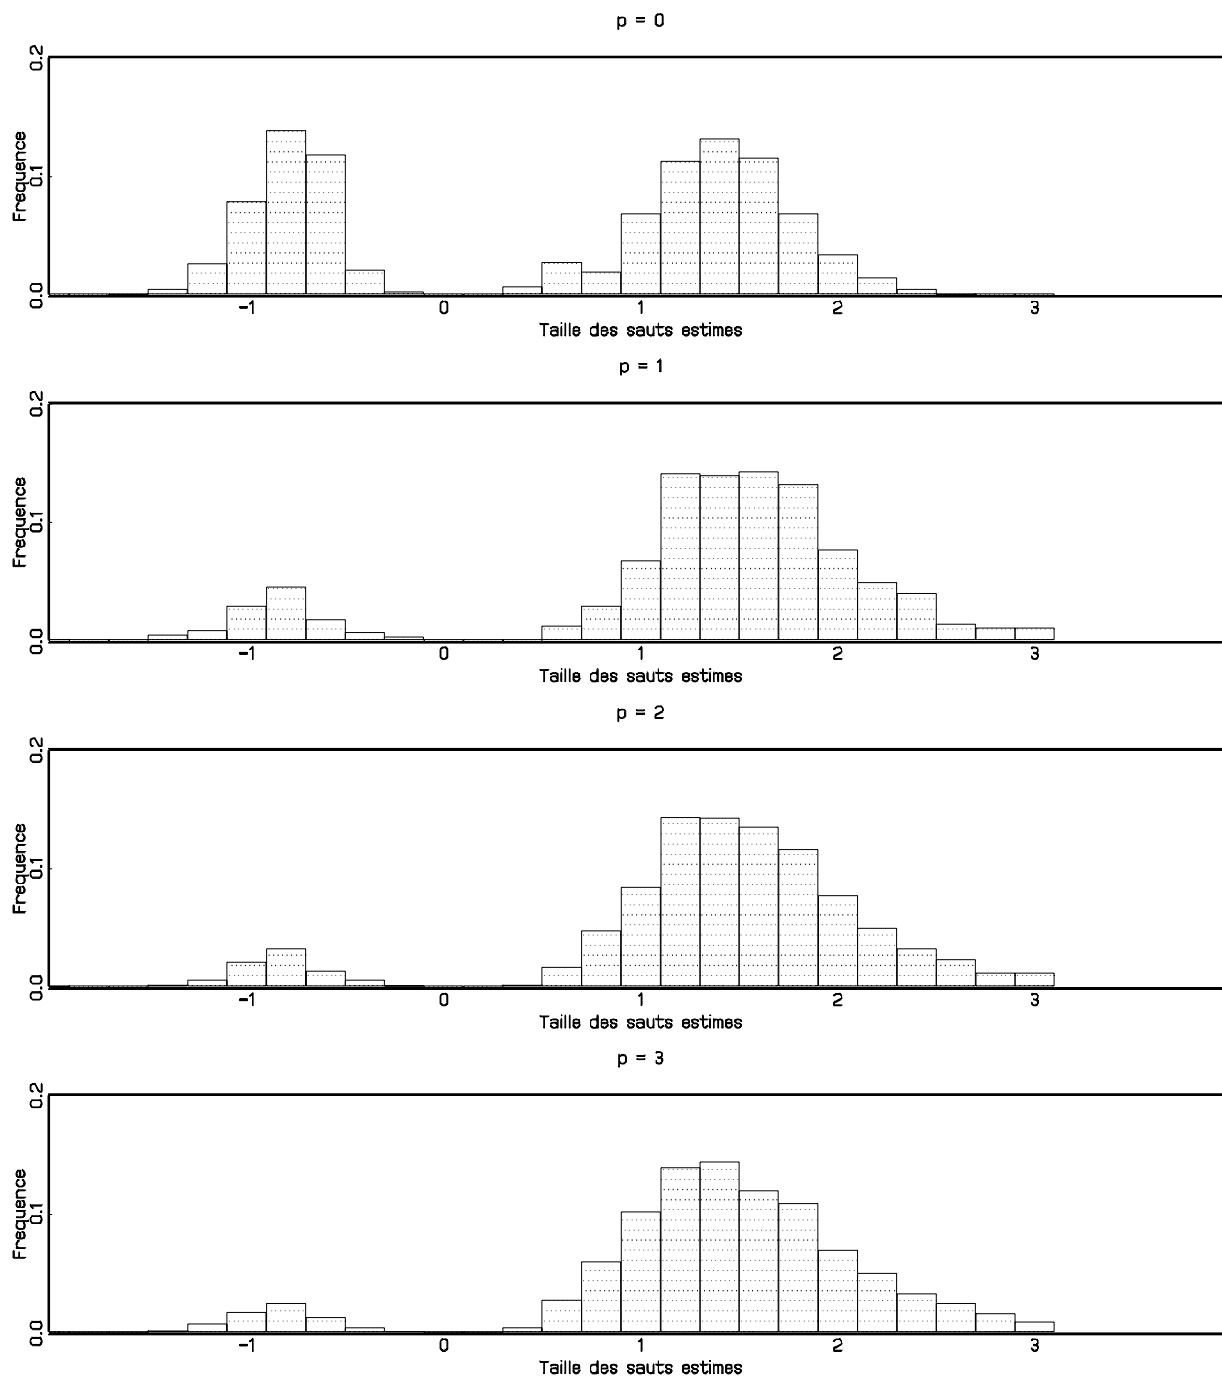 p = 0
0.2
0.1
0.0
Frequence
-1 0 1 2 3
Taille des sauts estimes
p = 1
0.2
0.1
0.0
Frequence
-1 0 1 2 3
Taille des sauts estimes
p = 2
0.2
0.1
0.0
Frequence
-1 0 1 2 3
Taille des sauts estimes
p = 3
0.2
0.1
0.0
Frequence
-1 0 1 2 3
Taille des sauts estimes